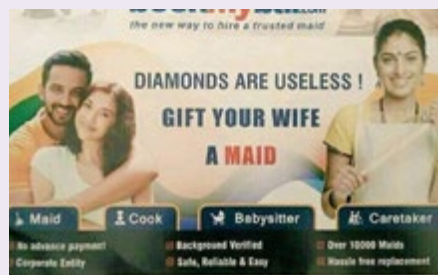 the new way to hire a trusted maid
DIAMONDS ARE USELESS !
GIFT YOUR WIFE
A MAID
Maid
Cook
Babysitter
Caretaker
No advance payment
Background Verified
Over 10000 Maids
Corporate Entity
Safe, Reliable & Easy
Hassle free replacement